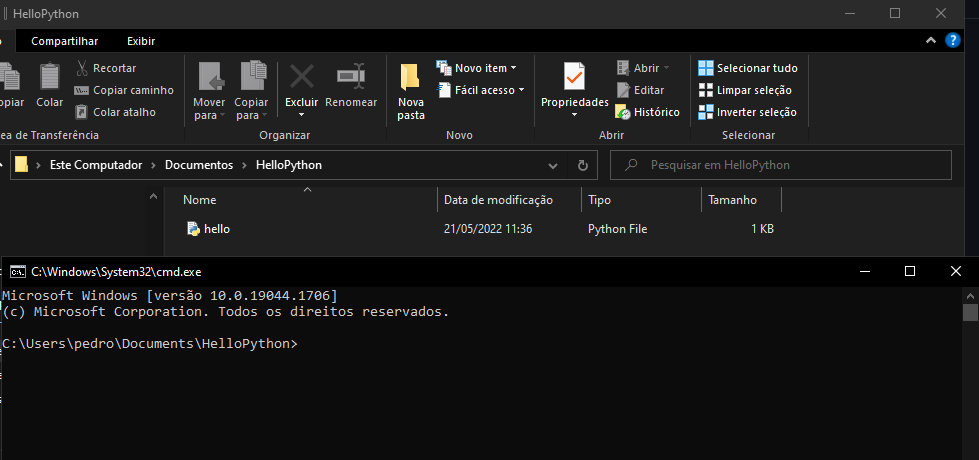 HelloPython
Compartilhar Exibir
Colar
Recortar
Copiar caminho
Colar atalho
Mover para
Copiar para
Excluir
Renomear
Nova pasta
Novo item
Fácil acesso
Propriedades
Abrir
Editar
Histórico
Selecionar tudo
Limpar seleção
Inverter seleção
Organizar Novo Abrir Selecionar
de Transferência
Este Computador Documentos HelloPython
Pesquisar em HelloPython
Nome Data de modificação Tipo Tamanho
hello 21/05/2022 11:36 Python File 1 KB
C:\Windows\System32\cmd.exe
Microsoft Windows [versão 10.0.19044.1706]
(c) Microsoft Corporation. Todos os direitos reservados.
C:\Users\pedro\Documents\HelloPython>